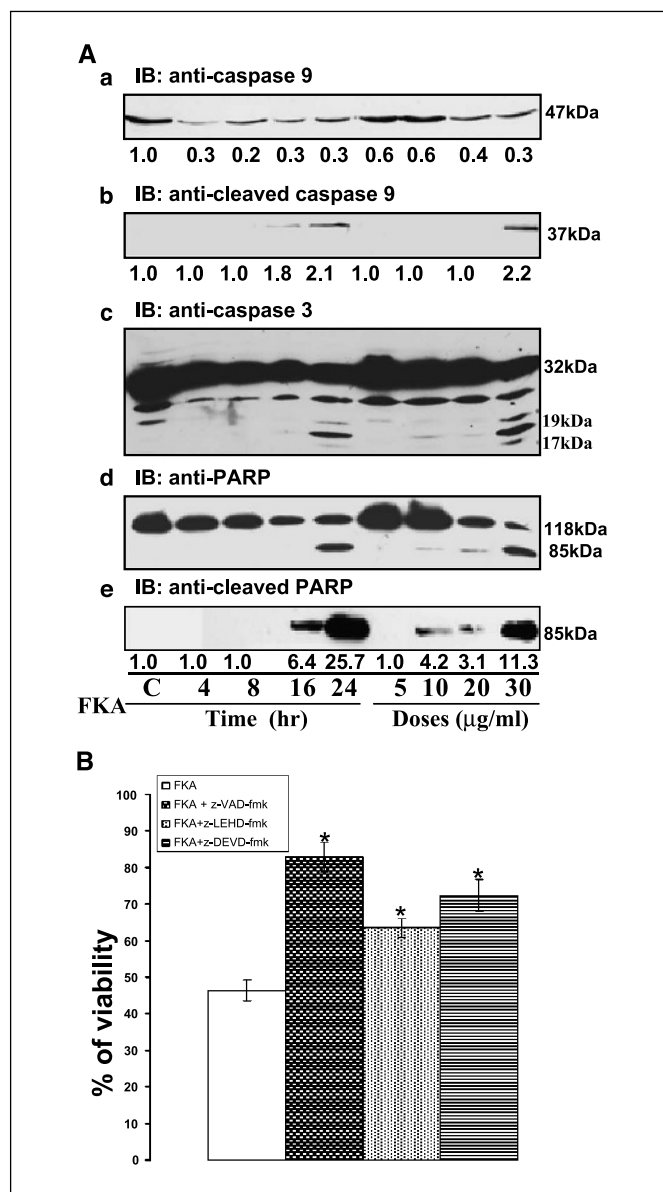 A
a IB: anti-caspase 9
47kDa
1.0 0.3 0.2 0.3 0.3 0.6 0.6 0.4 0.3
b IB: anti-cleaved caspase 9
37kDa
1.0 1.0 1.0 1.8 2.1 1.0 1.0 1.0 2.2
c IB: anti-caspase 3
32kDa
19kDa
17kDa
d IB: anti-PARP
118kDa
85kDa
e IB: anti-cleaved PARP
85kDa
1.0 1.0 1.0 6.4 25.7 1.0 4.2 3.1 11.3
C 4 8 16 24 5 10 20 30
FKA Time (hr) Doses (μg/ml)
B
FKA
FKA + z-VAD-fmk
FKA+z-LEHD-fmk
FKA+z-DEVD-fmk
% of viability
100
90
80
70
60
50
40
30
20
10
0
* * *